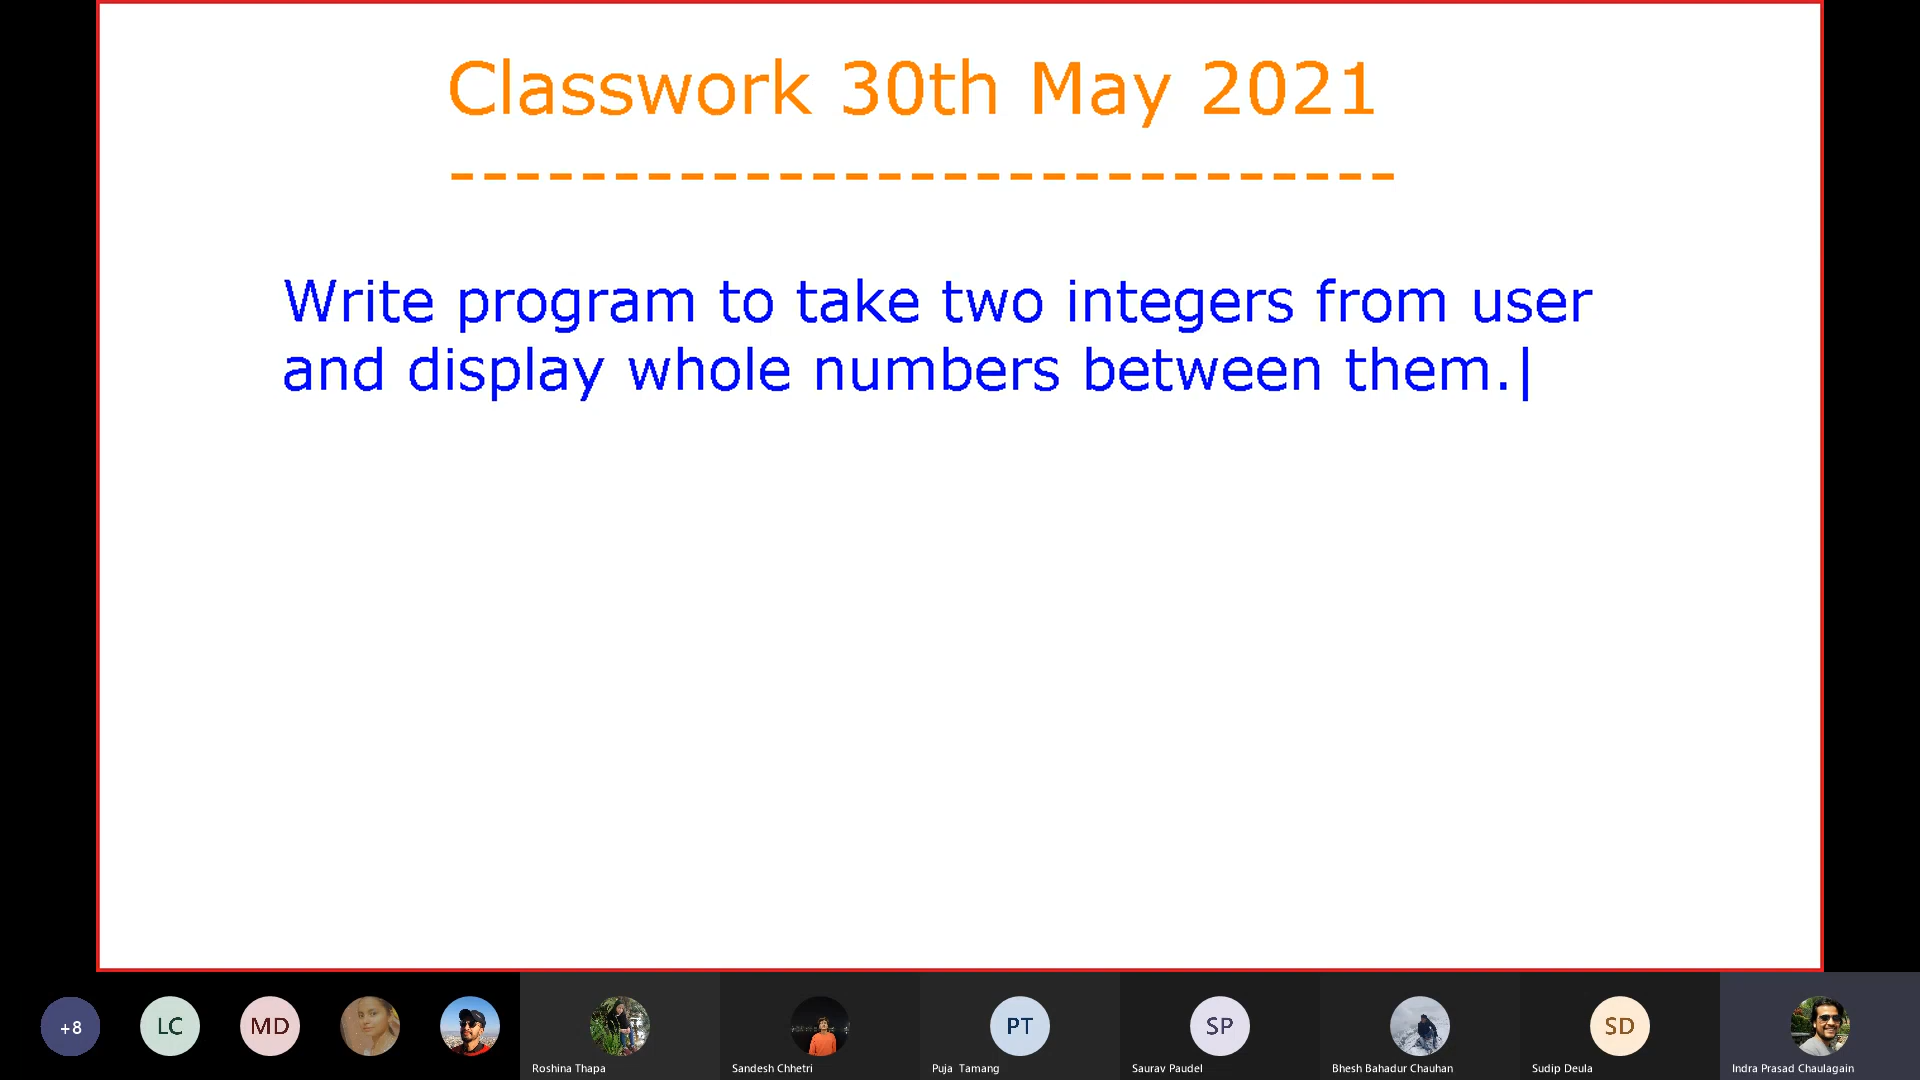 Classwork 30th May 2021
-----------------------------
Write program to take two integers from user
and display whole numbers between them.
+8
LC
MD
PT
SP
SD
Roshina Thapa
Sandesh Chhetri
Puja Tamang
Saurav Paudel
Bhesh Bahadur Chauhan
Sudip Deula
Indra Prasad Chaulagain